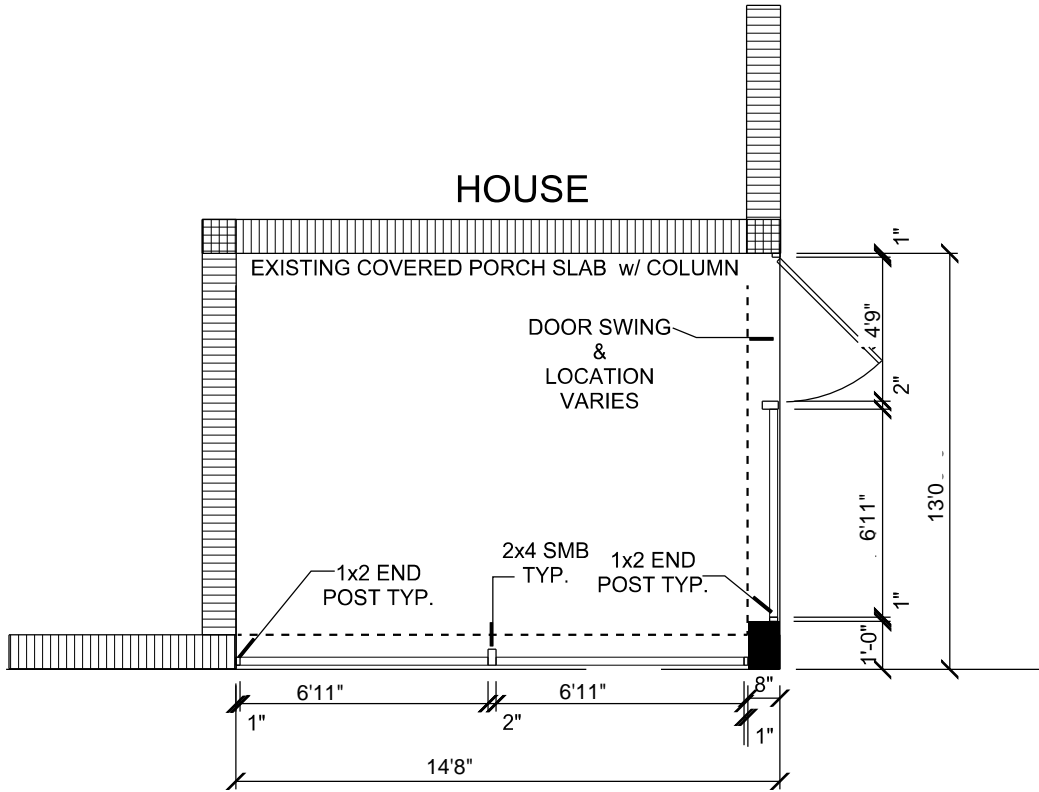 HOUSE
1"
EXISTING COVERED PORCH SLAB w/ COLUMN
4'9"
DOOR SWING
&
LOCATION
VARIES
2"
13'0
6'11"
2x4 SMB
TYP.
1x2 END
POST TYP.
1x2 END
POST TYP.
1"
1'-0"
6'11"
6'11"
8"
1"
2"
1"
14'8"